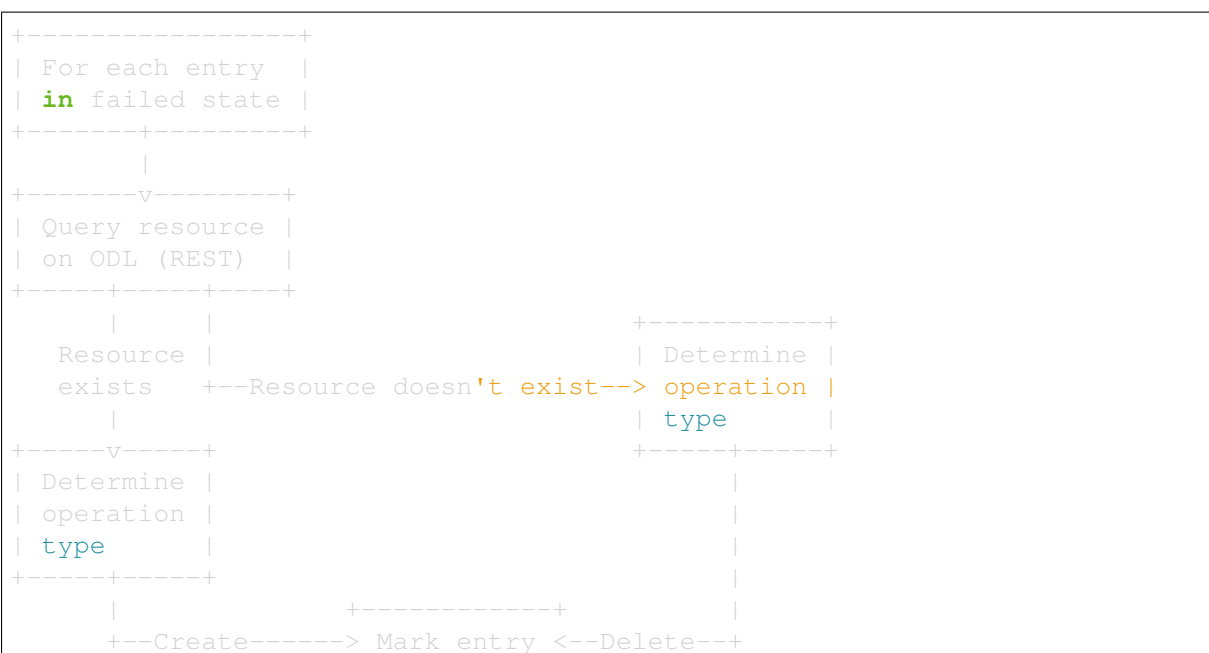 +-----------------+
| For each entry  |
| in failed state |
+-------+---------+
        |
+-------v--------+
| Query resource |
| on ODL (REST)  |
+-----+-----+----+
      |     |                          +-----------+
   Resource |                          | Determine |
   exists   +--Resource doesn't exist--> operation |
      |                                | type      |
+-----v-----+                          +-----+-----+
| Determine |                                |
| operation |                                |
| type      |                                |
+-----+-----+                                |
      |              +------------+          |
      +--Create------> Mark entry <--Delete--+